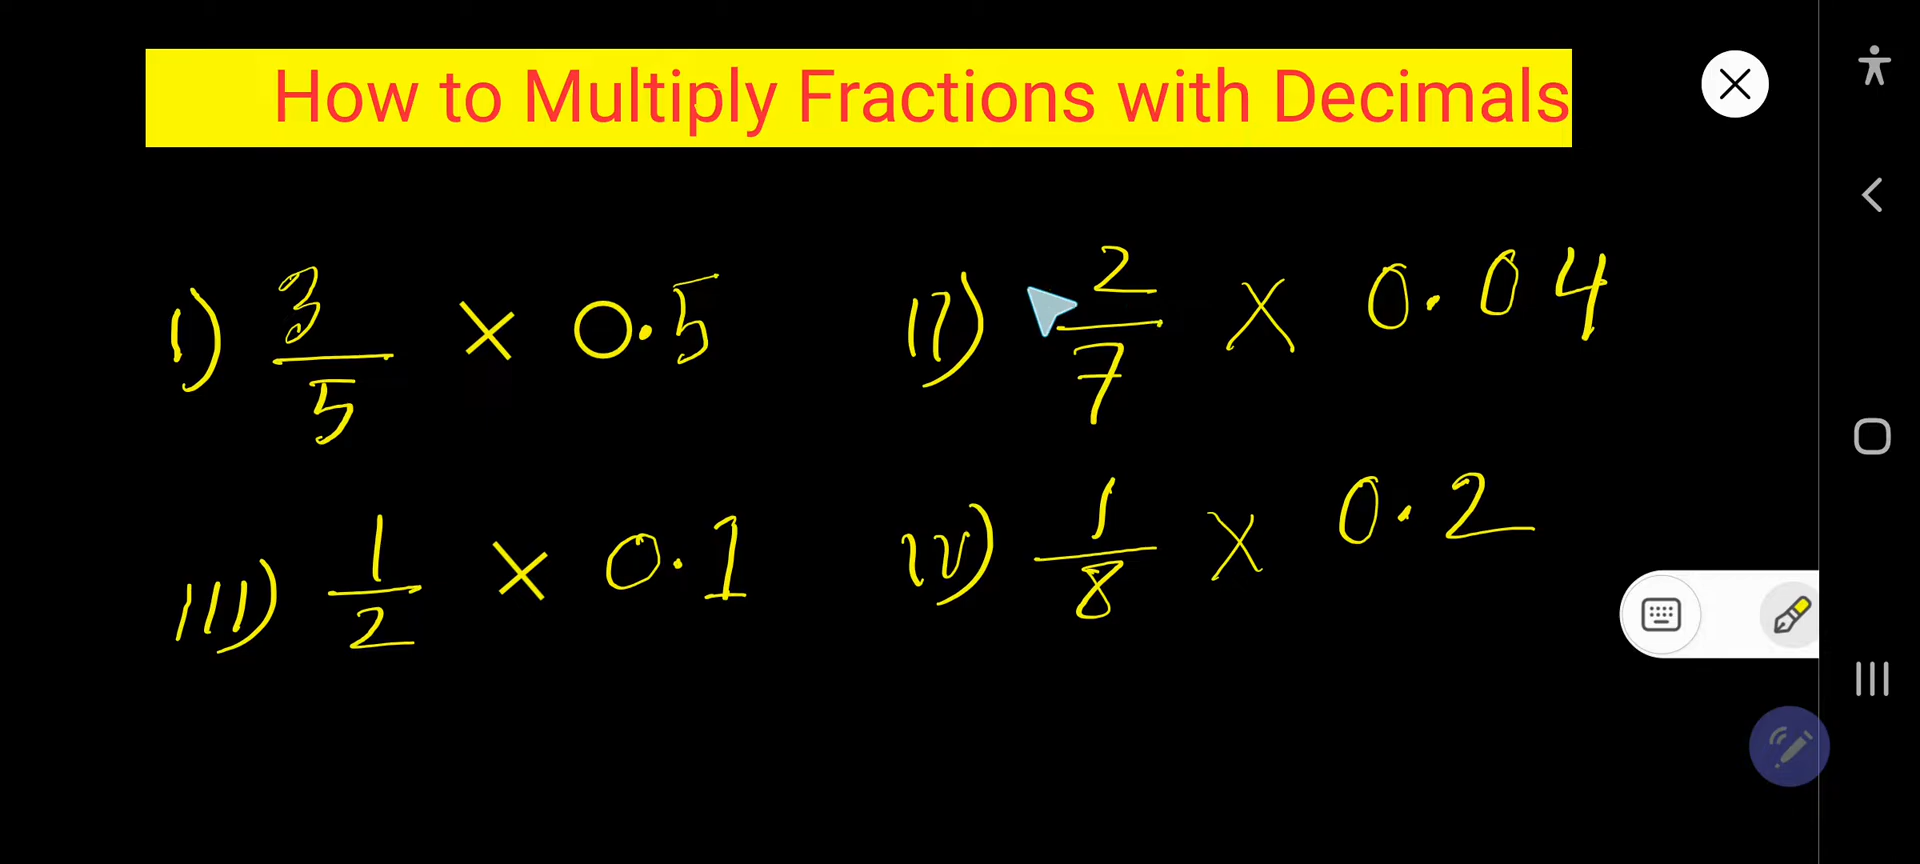 How to Multiply Fractions with Decimals
I) 3/5 × 0.5
II) 2/7 × 0.04
III) 1/2 × 0.1
IV) 1/8 × 0.2